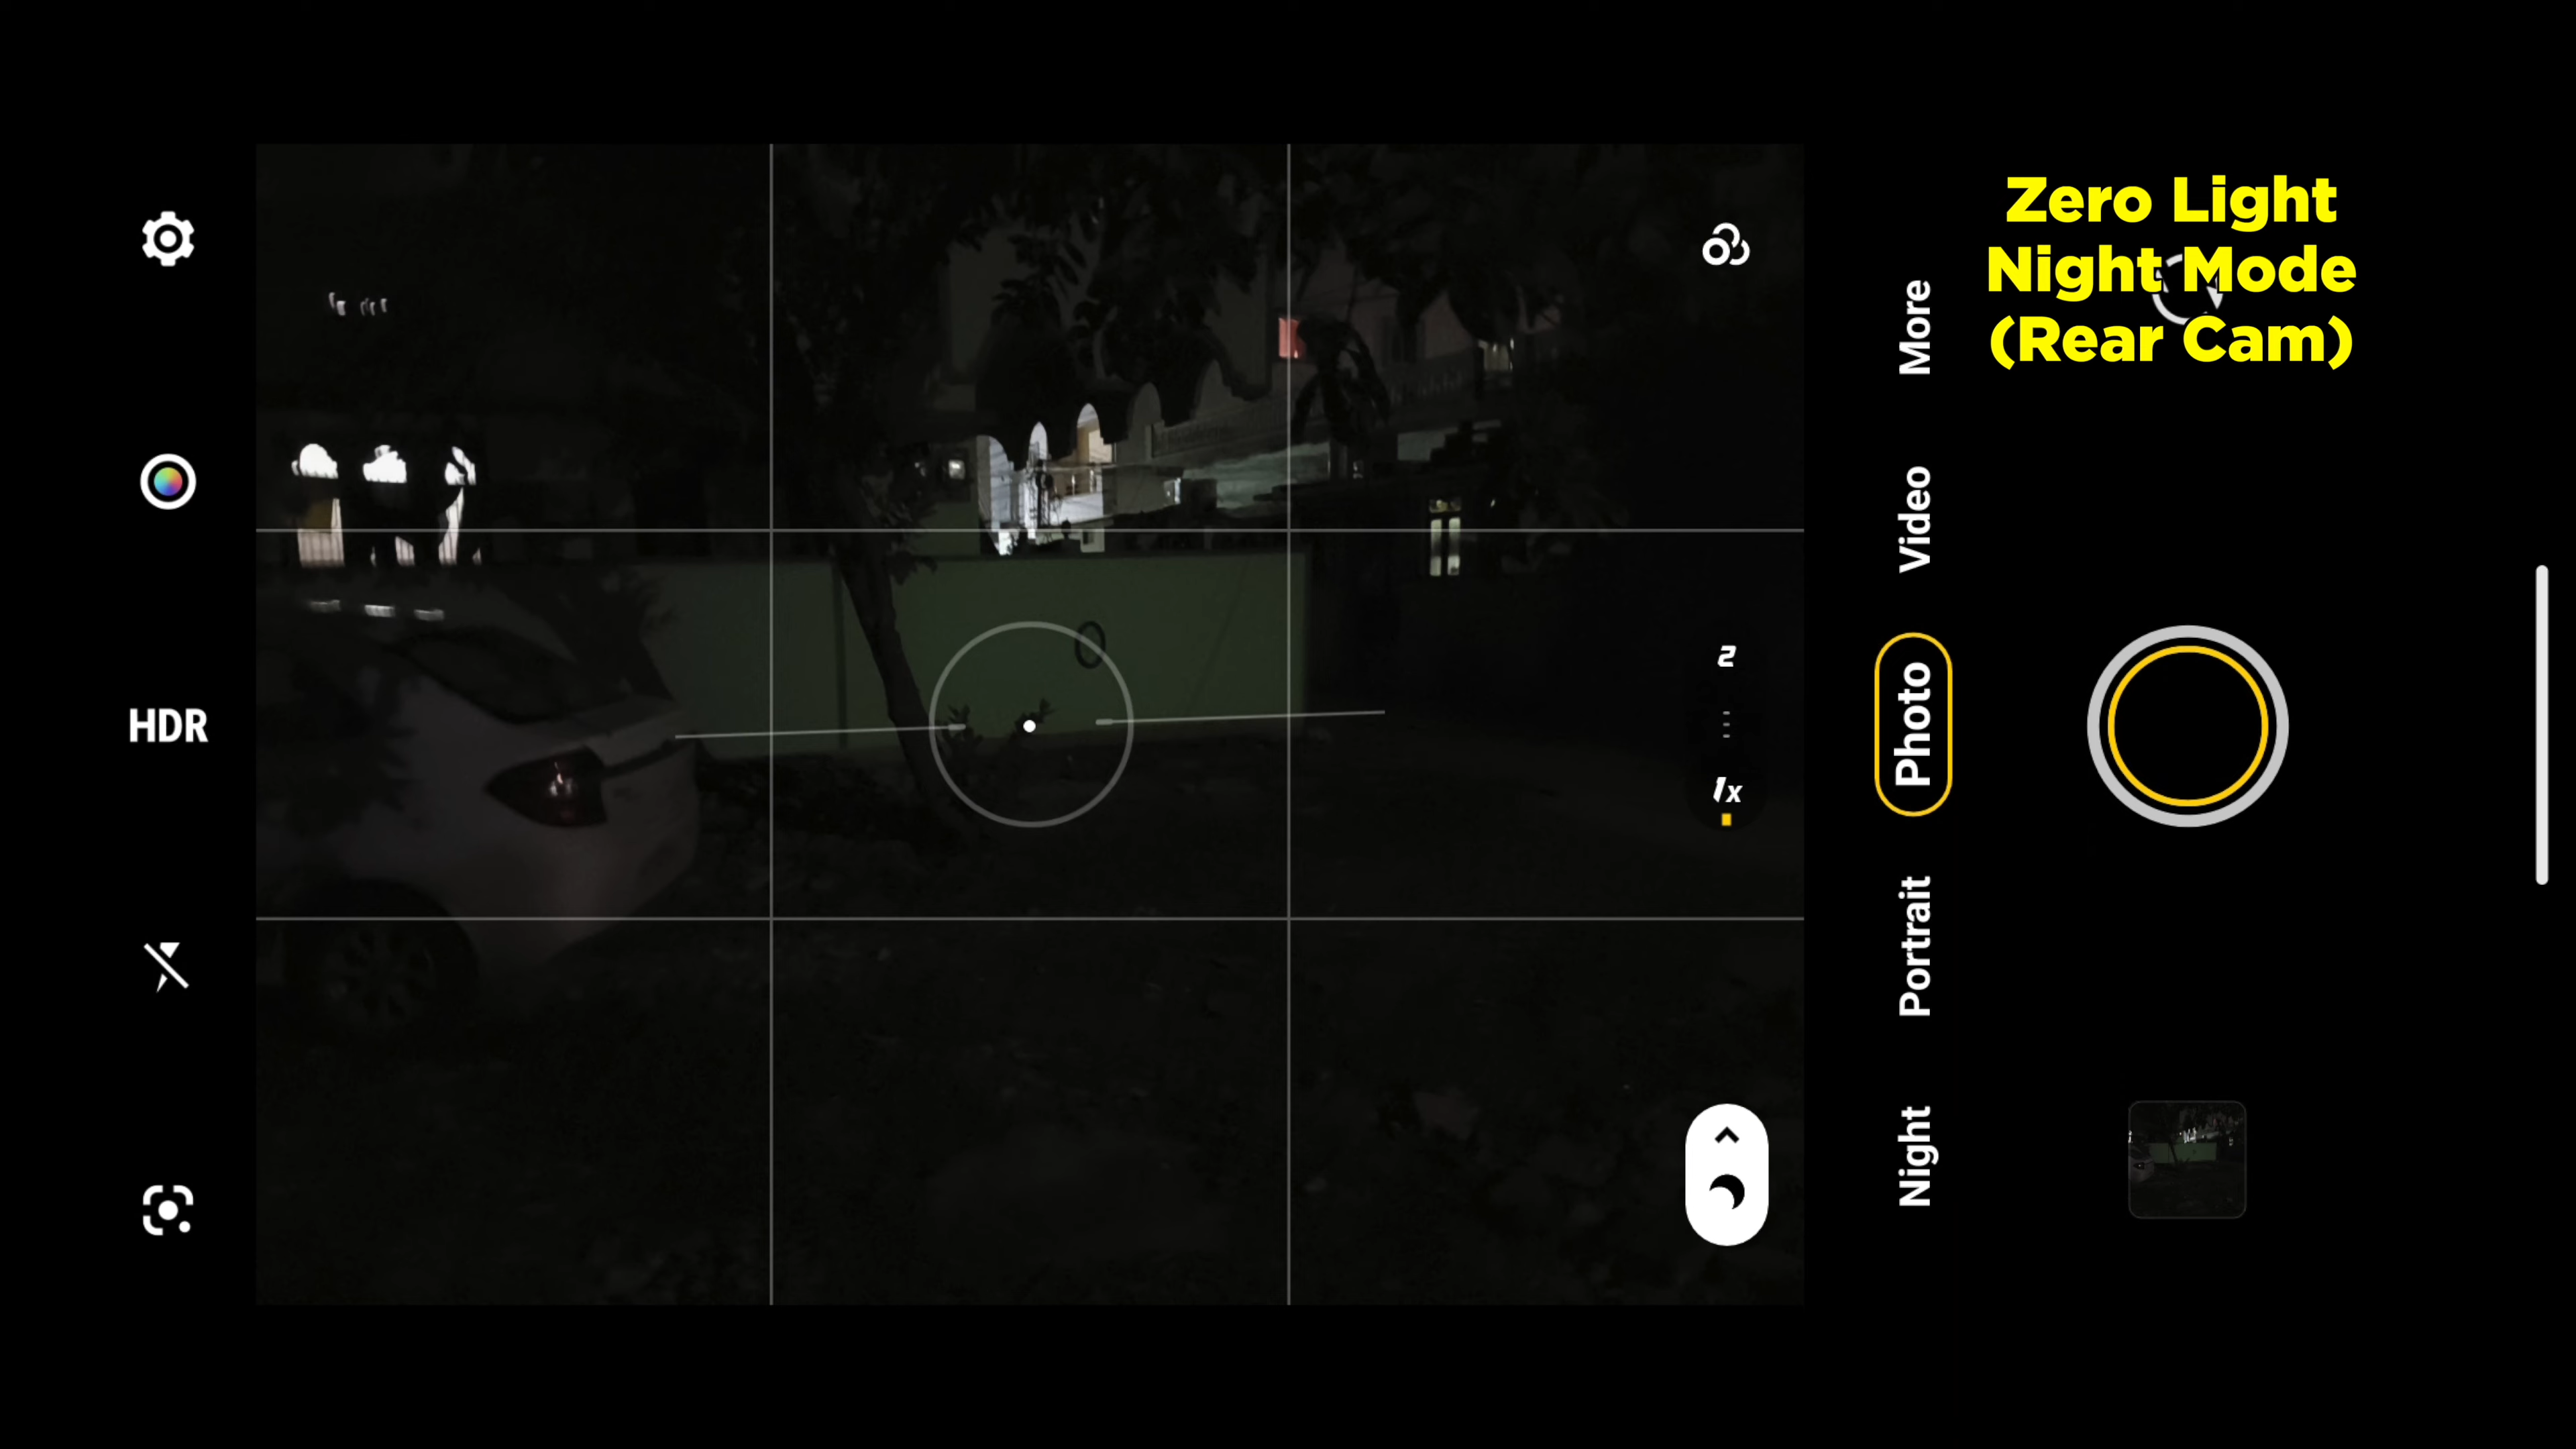 Zero Light
Night Mode
(Rear Cam)
HDR
2
1x
More
Video
Photo
Portrait
Night